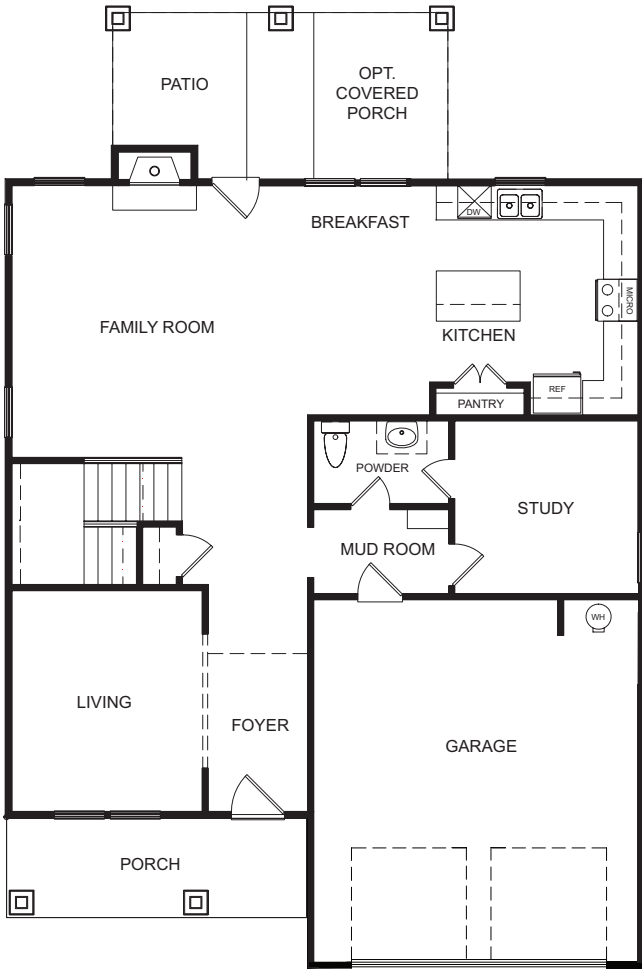 PATIO
OPT.
COVERED
PORCH
BREAKFAST
DW
MICRO
FAMILY ROOM
KITCHEN
REF
PANTRY
POWDER
STUDY
MUD ROOM
WH
LIVING
FOYER
GARAGE
PORCH